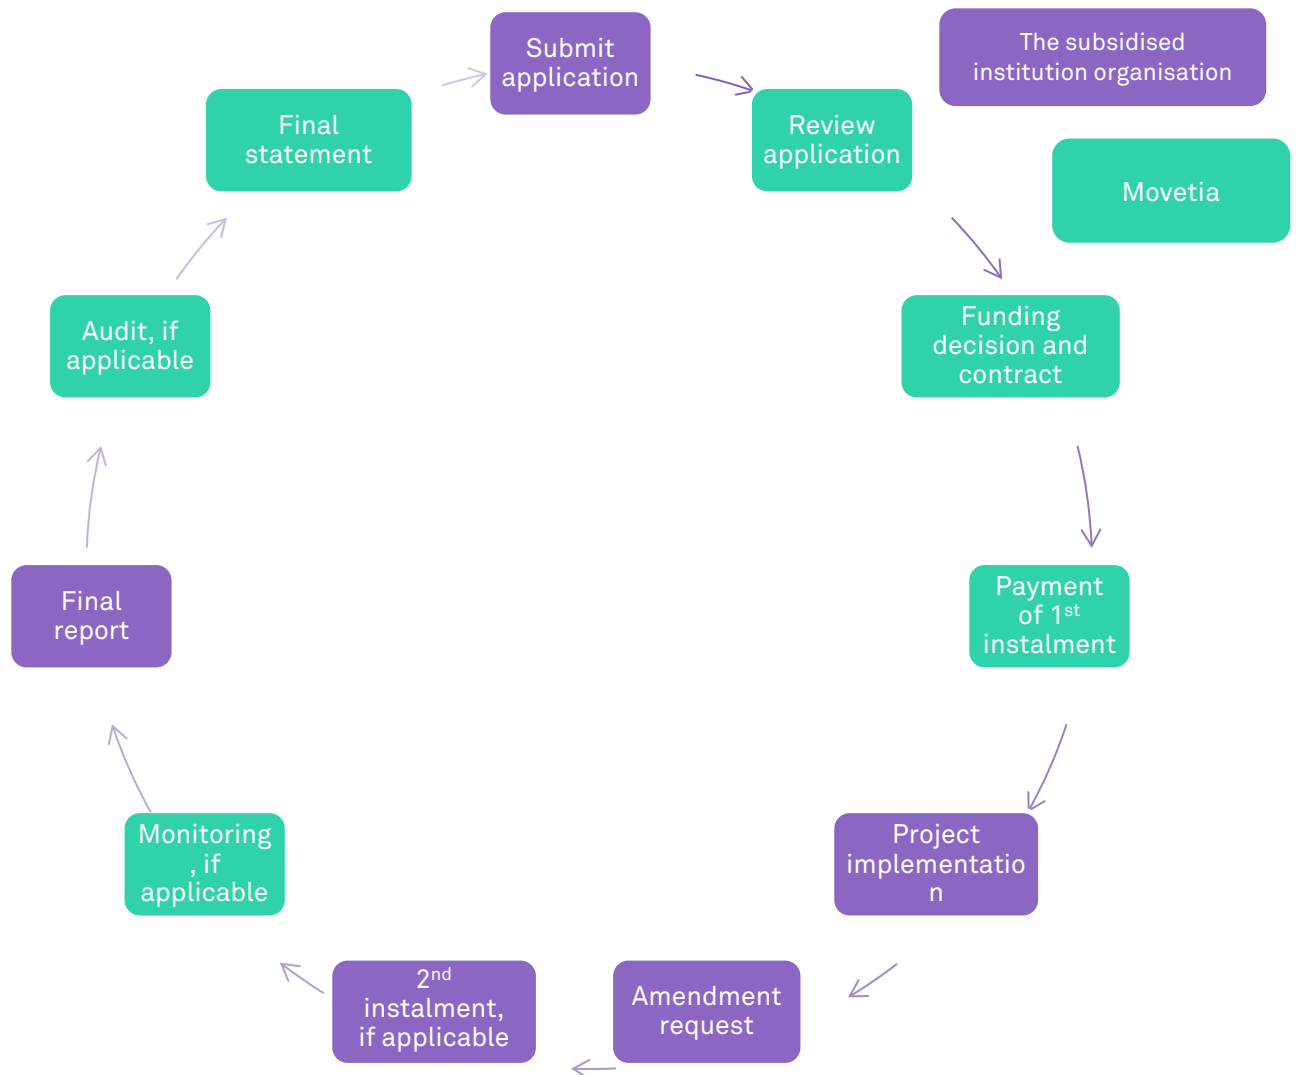 Submit
application
Review
application
Funding
decision and
contract
Payment
of 1st
instalment
Project
implementatio
n
Amendment
request
2nd
instalment,
if applicable
Monitoring
, if
applicable
Final
report
Audit, if
applicable
Final
statement
The subsidised
institution organisation
Movetia